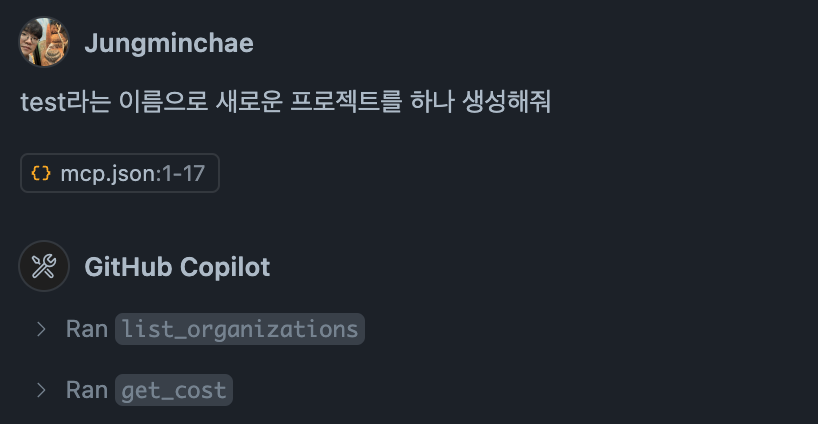 Jungminchae
test라는 이름으로 새로운 프로젝트를 하나 생성해줘
{} mcp.json:1-17
GitHub Copilot
> Ran list_organizations
> Ran get_cost